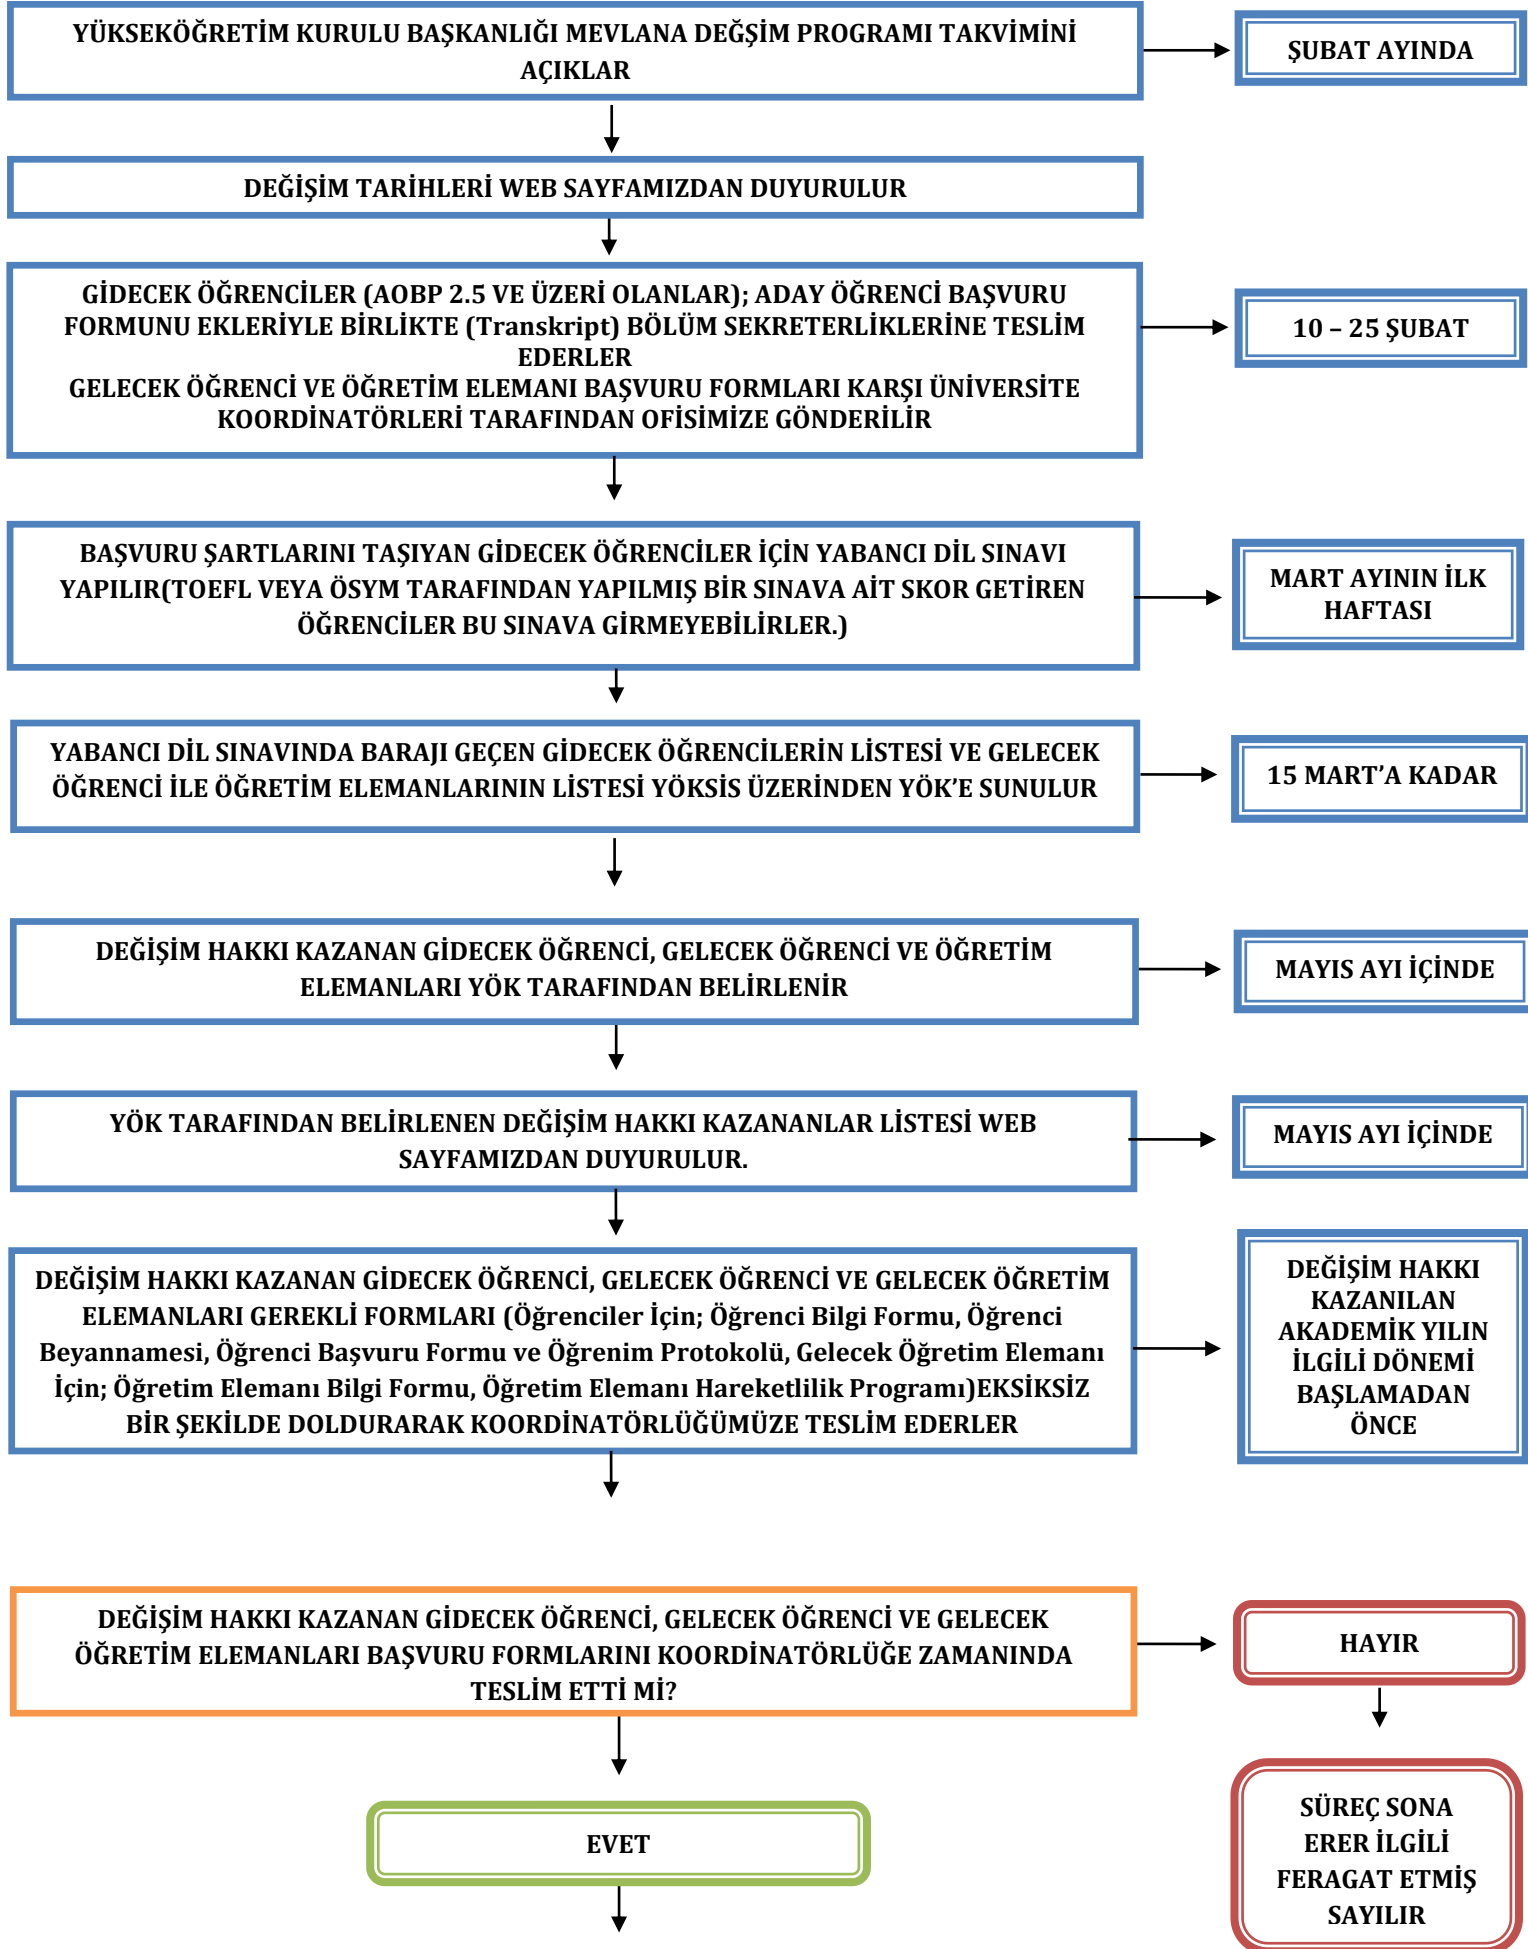 YÜKSEKÖĞRETİM KURULU BAŞKANLIĞI MEVLANA DEĞŞİM PROGRAMI TAKVİMİNİ
AÇIKLAR
ŞUBAT AYINDA
DEĞİŞİM TARİHLERİ WEB SAYFAMIZDAN DUYURULUR
GİDECEK ÖĞRENCİLER (AOBP 2.5 VE ÜZERİ OLANLAR); ADAY ÖĞRENCİ BAŞVURU
FORMUNU EKLERİYLE BİRLİKTE (Transkript) BÖLÜM SEKRETERLİKLERİNE TESLİM
EDERLER
GELECEK ÖĞRENCİ VE ÖĞRETİM ELEMANI BAŞVURU FORMLARI KARŞI ÜNİVERSİTE
KOORDİNATÖRLERİ TARAFINDAN OFİSİMİZE GÖNDERİLİR
10 – 25 ŞUBAT
BAŞVURU ŞARTLARINI TAŞIYAN GİDECEK ÖĞRENCİLER İÇİN YABANCI DİL SINAVI
YAPILIR(TOEFL VEYA ÖSYM TARAFINDAN YAPILMIŞ BİR SINAVA AİT SKOR GETİREN
ÖĞRENCİLER BU SINAVA GİRMEYEBİLİRLER.)
MART AYININ İLK
HAFTASI
YABANCI DİL SINAVINDA BARAJI GEÇEN GİDECEK ÖĞRENCİLERİN LİSTESİ VE GELECEK
ÖĞRENCİ İLE ÖĞRETİM ELEMANLARININ LİSTESİ YÖKSİS ÜZERİNDEN YÖK’E SUNULUR
15 MART’A KADAR
DEĞİŞİM HAKKI KAZANAN GİDECEK ÖĞRENCİ, GELECEK ÖĞRENCİ VE ÖĞRETİM
ELEMANLARI YÖK TARAFINDAN BELİRLENİR
MAYIS AYI İÇİNDE
YÖK TARAFINDAN BELİRLENEN DEĞİŞİM HAKKI KAZANANLAR LİSTESİ WEB
SAYFAMIZDAN DUYURULUR.
MAYIS AYI İÇİNDE
DEĞİŞİM HAKKI KAZANAN GİDECEK ÖĞRENCİ, GELECEK ÖĞRENCİ VE GELECEK ÖĞRETİM
ELEMANLARI GEREKLİ FORMLARI (Öğrenciler İçin; Öğrenci Bilgi Formu, Öğrenci
Beyannamesi, Öğrenci Başvuru Formu ve Öğrenim Protokolü, Gelecek Öğretim Elemanı
İçin; Öğretim Elemanı Bilgi Formu, Öğretim Elemanı Hareketlilik Programı)EKSİKSİZ
BİR ŞEKİLDE DOLDURARAK KOORDİNATÖRLÜĞÜMÜZE TESLİM EDERLER
DEĞİŞİM HAKKI
KAZANILAN
AKADEMİK YILIN
İLGİLİ DÖNEMİ
BAŞLAMADAN
ÖNCE
DEĞİŞİM HAKKI KAZANAN GİDECEK ÖĞRENCİ, GELECEK ÖĞRENCİ VE GELECEK
ÖĞRETİM ELEMANLARI BAŞVURU FORMLARINI KOORDİNATÖRLÜĞE ZAMANINDA
TESLİM ETTİ Mİ?
HAYIR
EVET
SÜREÇ SONA
ERER İLGİLİ
FERAGAT ETMİŞ
SAYILIR